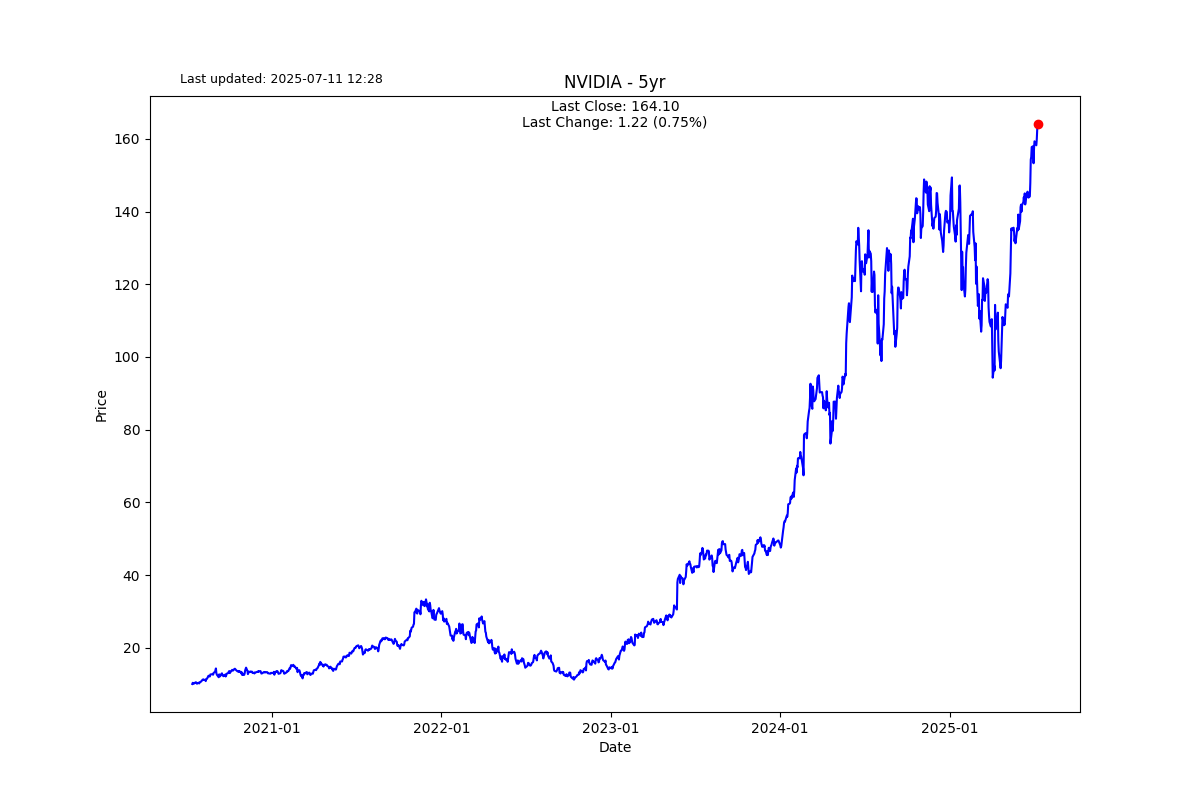 Last updated: 2025-07-11 12:28
NVIDIA - 5yr
Last Close: 164.10
Last Change: 1.22 (0.75%)
160
140
120
100
80
60
40
20
Price
2021-01
2022-01
2023-01
2024-01
2025-01
Date